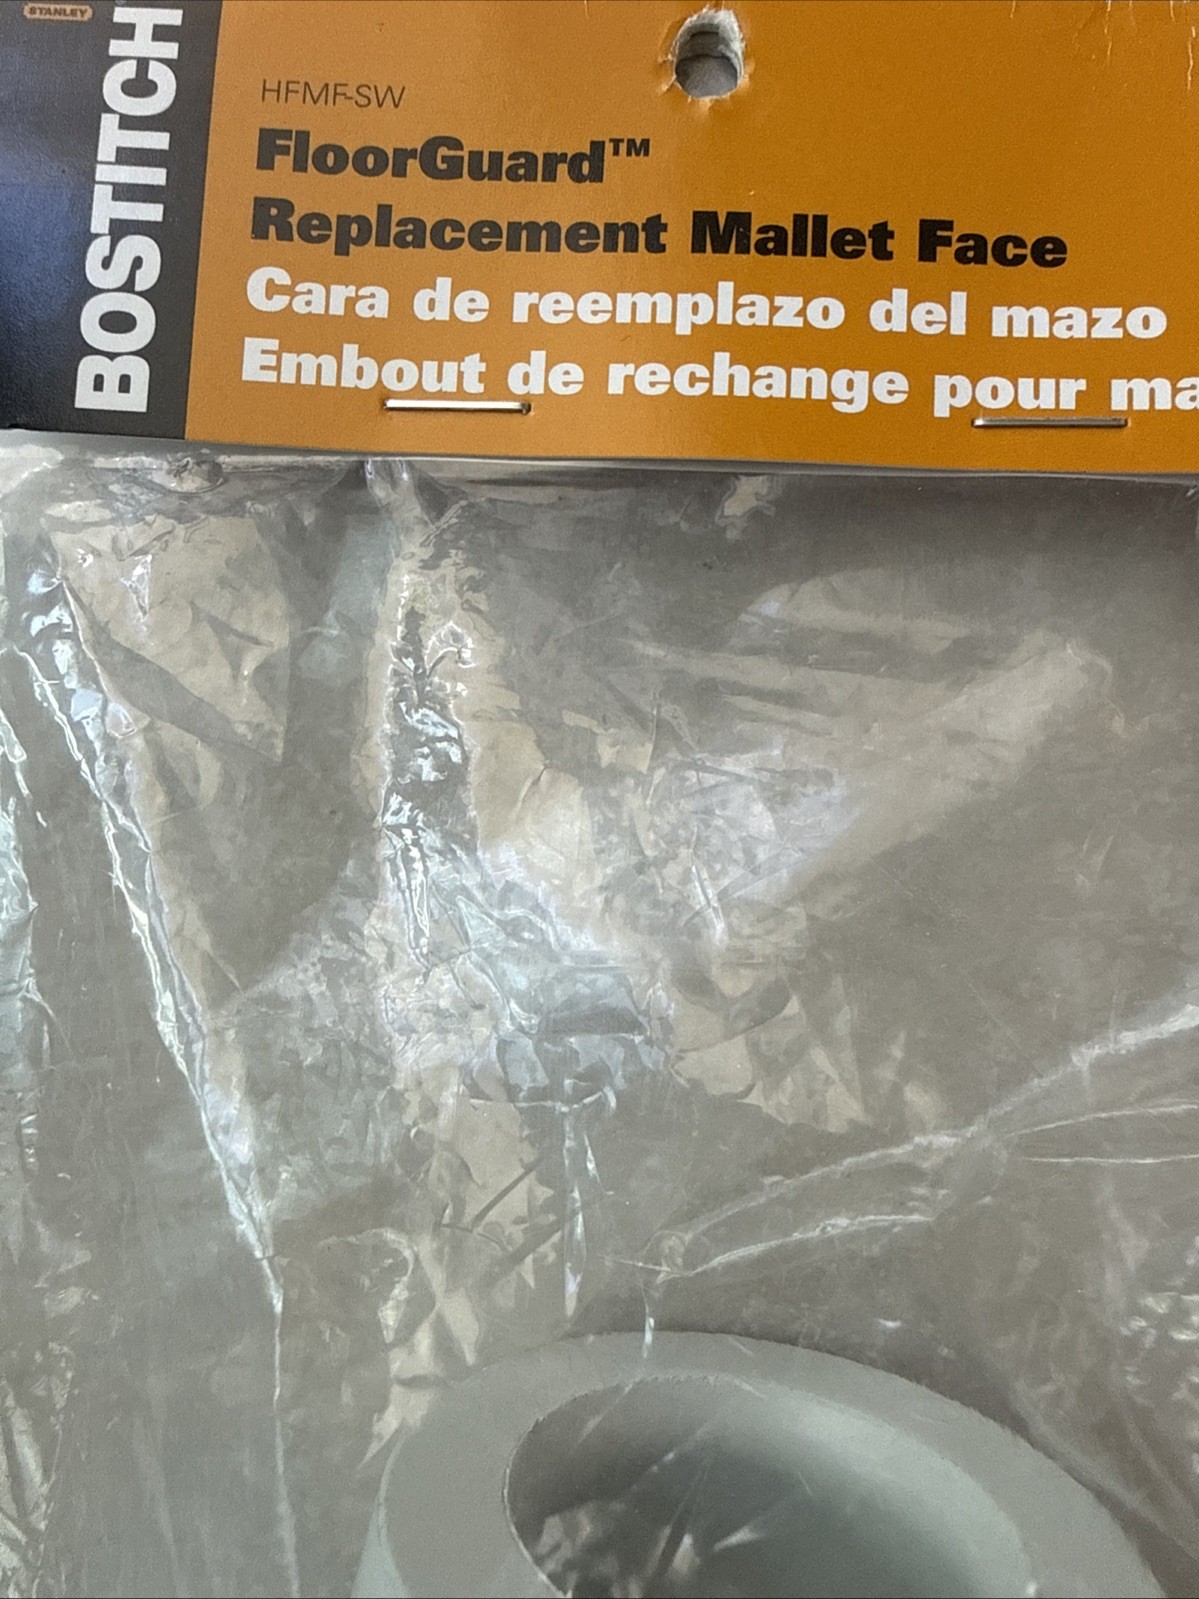 STANLEY
BOSTITCH
HFMF-SW
FloorGuard™
Replacement Mallet Face
Cara de reemplazo del mazo
Embout de rechange pour